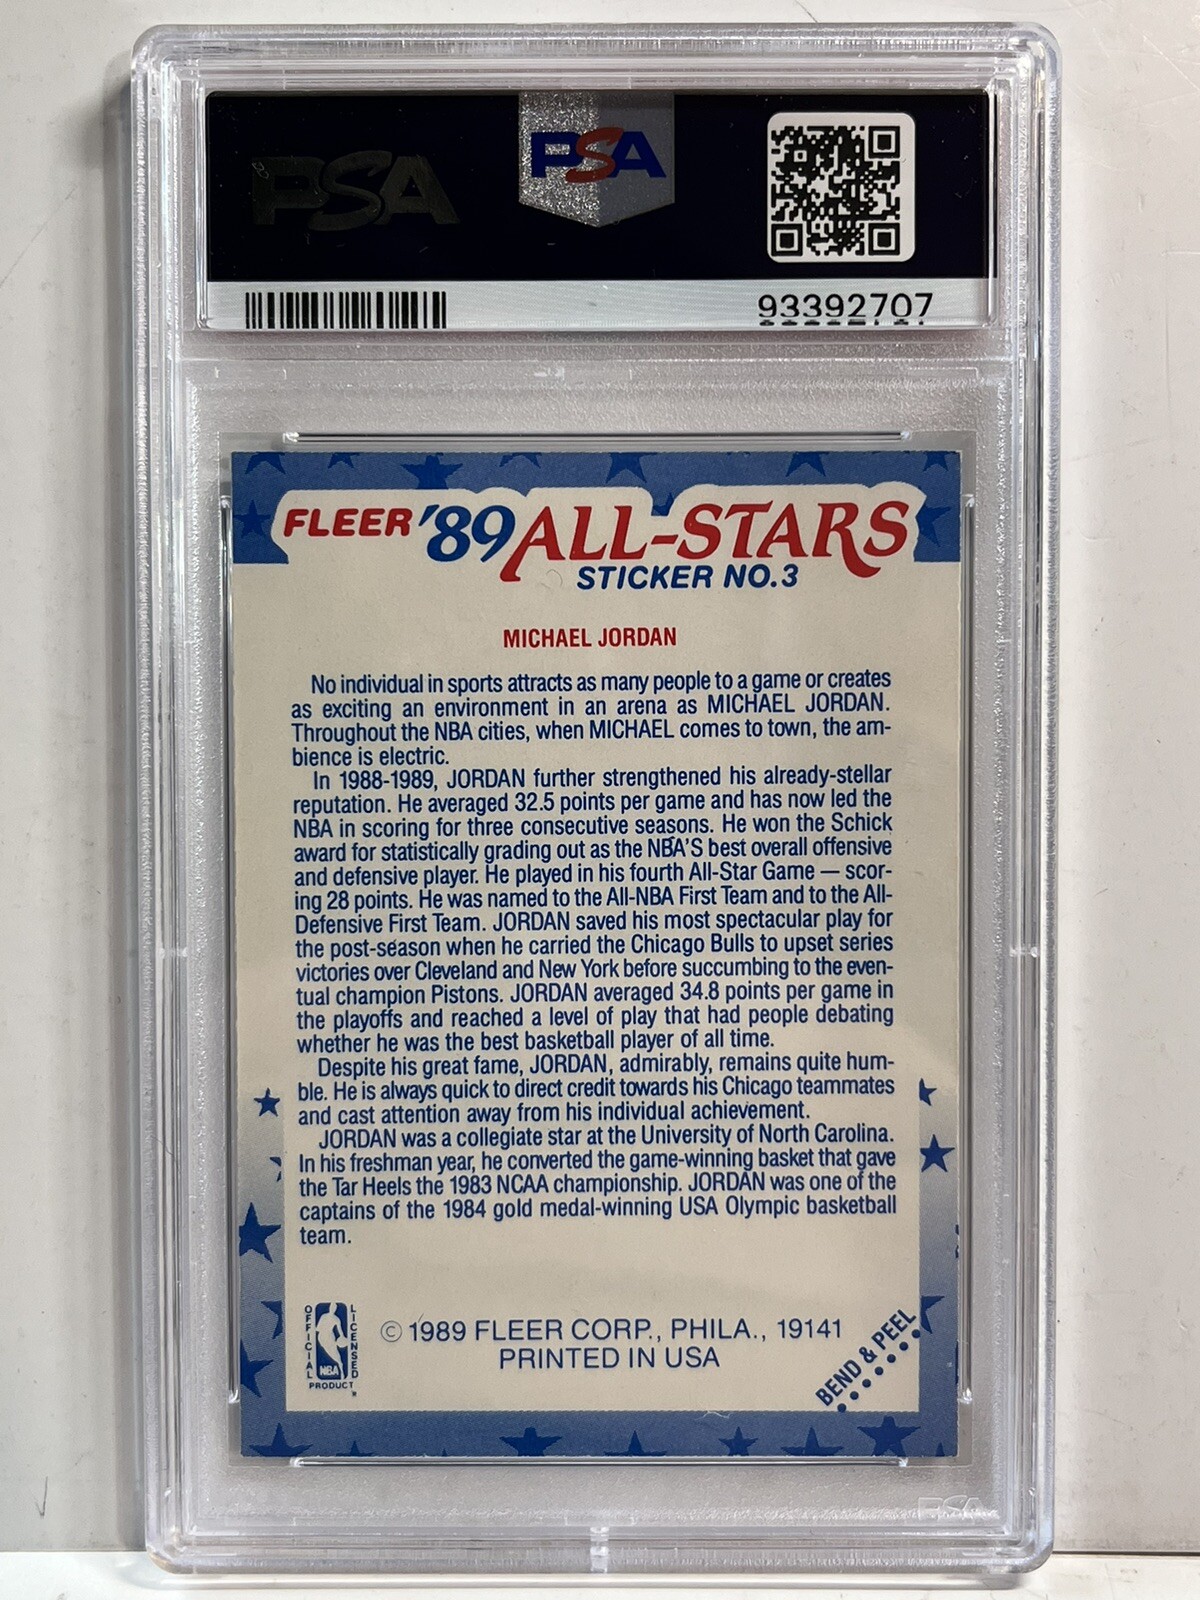 PSA
PSA
93392707
FLEER '89 ALL-STARS
STICKER NO.3
MICHAEL JORDAN
No individual in sports attracts as many people to a game or creates
as exciting an environment in an arena as MICHAEL JORDAN.
Throughout the NBA cities, when MICHAEL comes to town, the am-
bience is electric.
In 1988-1989, JORDAN further strengthened his already-stellar
reputation. He averaged 32.5 points per game and has now led the
NBA in scoring for three consecutive seasons. He won the Schick
award for statistically grading out as the NBA'S best overall offensive
and defensive player. He played in his fourth All-Star Game — scor-
ing 28 points. He was named to the All-NBA First Team and to the All-
Defensive First Team. JORDAN saved his most spectacular play for
the post-season when he carried the Chicago Bulls to upset series
victories over Cleveland and New York before succumbing to the even-
tual champion Pistons. JORDAN averaged 34.8 points per game in
the playoffs and reached a level of play that had people debating
whether he was the best basketball player of all time.
Despite his great fame, JORDAN, admirably, remains quite hum-
ble. He is always quick to direct credit towards his Chicago teammates
and cast attention away from his individual achievement.
JORDAN was a collegiate star at the University of North Carolina.
In his freshman year, he converted the game-winning basket that gave
the Tar Heels the 1983 NCAA championship. JORDAN was one of the
captains of the 1984 gold medal-winning USA Olympic basketball
team.
OFFICIAL LICENSED
NBA
PRODUCT
© 1989 FLEER CORP., PHILA., 19141
PRINTED IN USA
BEND & PEEL
PSA